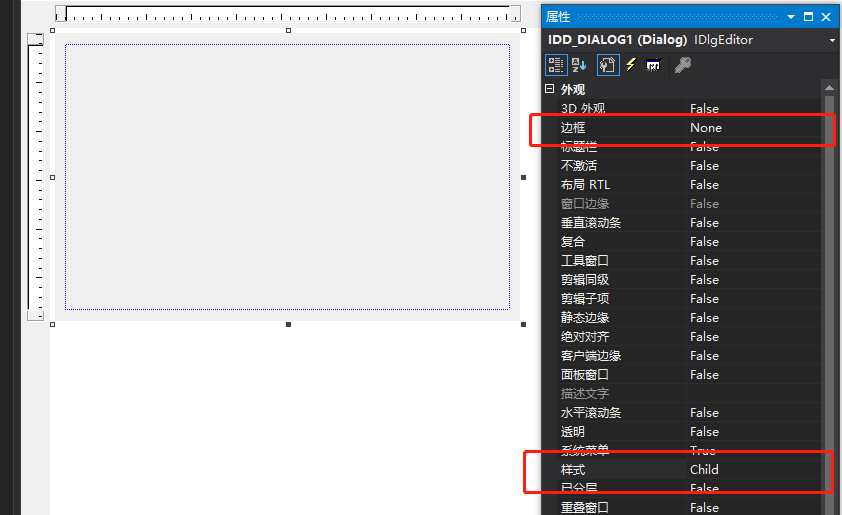 属性
IDD_DIALOG1 (Dialog) IDlgEditor
外观
3D 外观 False
边框 None
标题栏 False
不激活 False
布局 RTL False
窗口边缘 False
垂直滚动条 False
复合 False
工具窗口 False
剪辑同级 False
剪辑子项 False
静态边缘 False
绝对对齐 False
客户端边缘 False
面板窗口 False
描述文字
水平滚动条 False
透明 False
系统菜单 True
样式 Child
已分层 False
重叠窗口 False